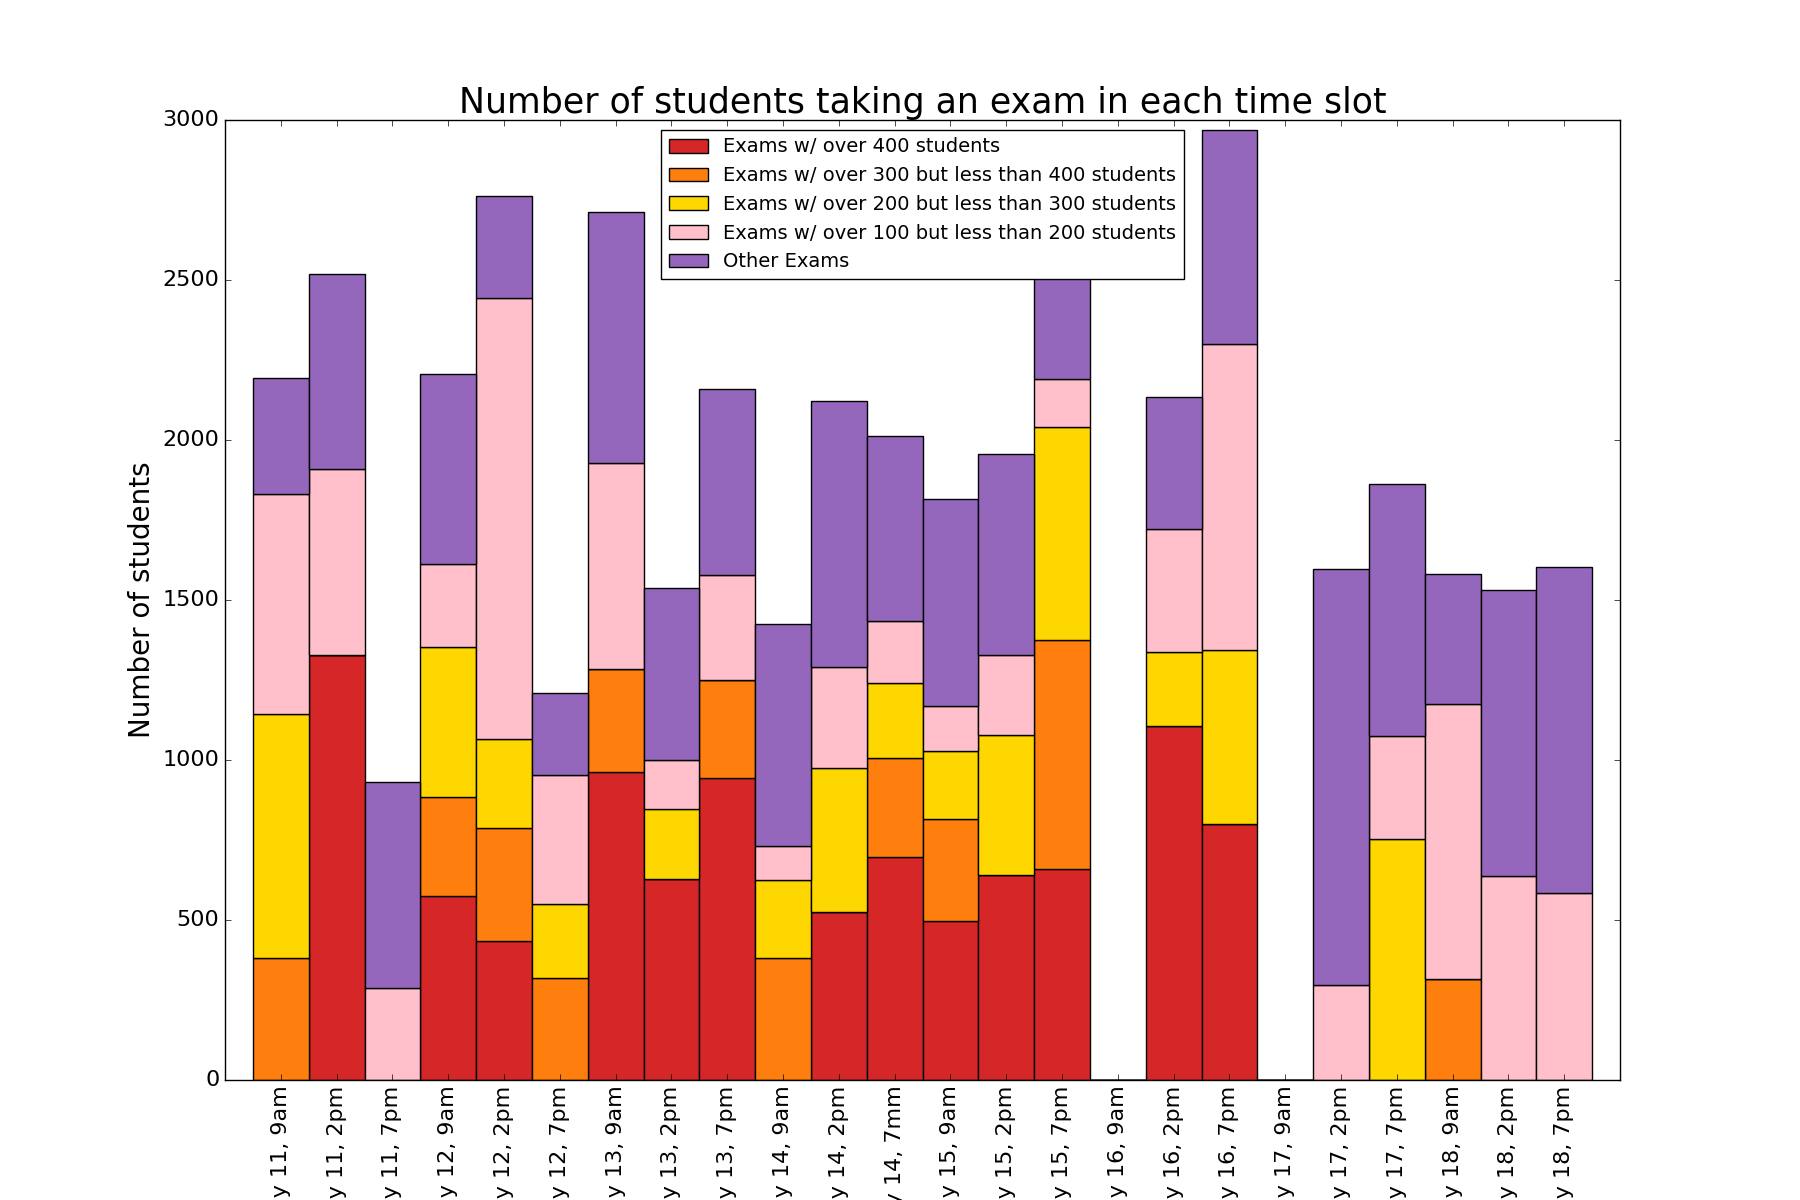 Number of students taking an exam in each time slot
Exams w/ over 400 students
Exams w/ over 300 but less than 400 students
Exams w/ over 200 but less than 300 students
Exams w/ over 100 but less than 200 students
Other Exams
Number of students
3000
2500
2000
1500
1000
500
0
y 11, 9am
y 11, 2pm
y 11, 7pm
y 12, 9am
y 12, 2pm
y 12, 7pm
y 13, 9am
y 13, 2pm
y 13, 7pm
y 14, 9am
y 14, 2pm
y 14, 7mm
y 15, 9am
y 15, 2pm
y 15, 7pm
y 16, 9am
y 16, 2pm
y 16, 7pm
y 17, 9am
y 17, 2pm
y 17, 7pm
y 18, 9am
y 18, 2pm
y 18, 7pm